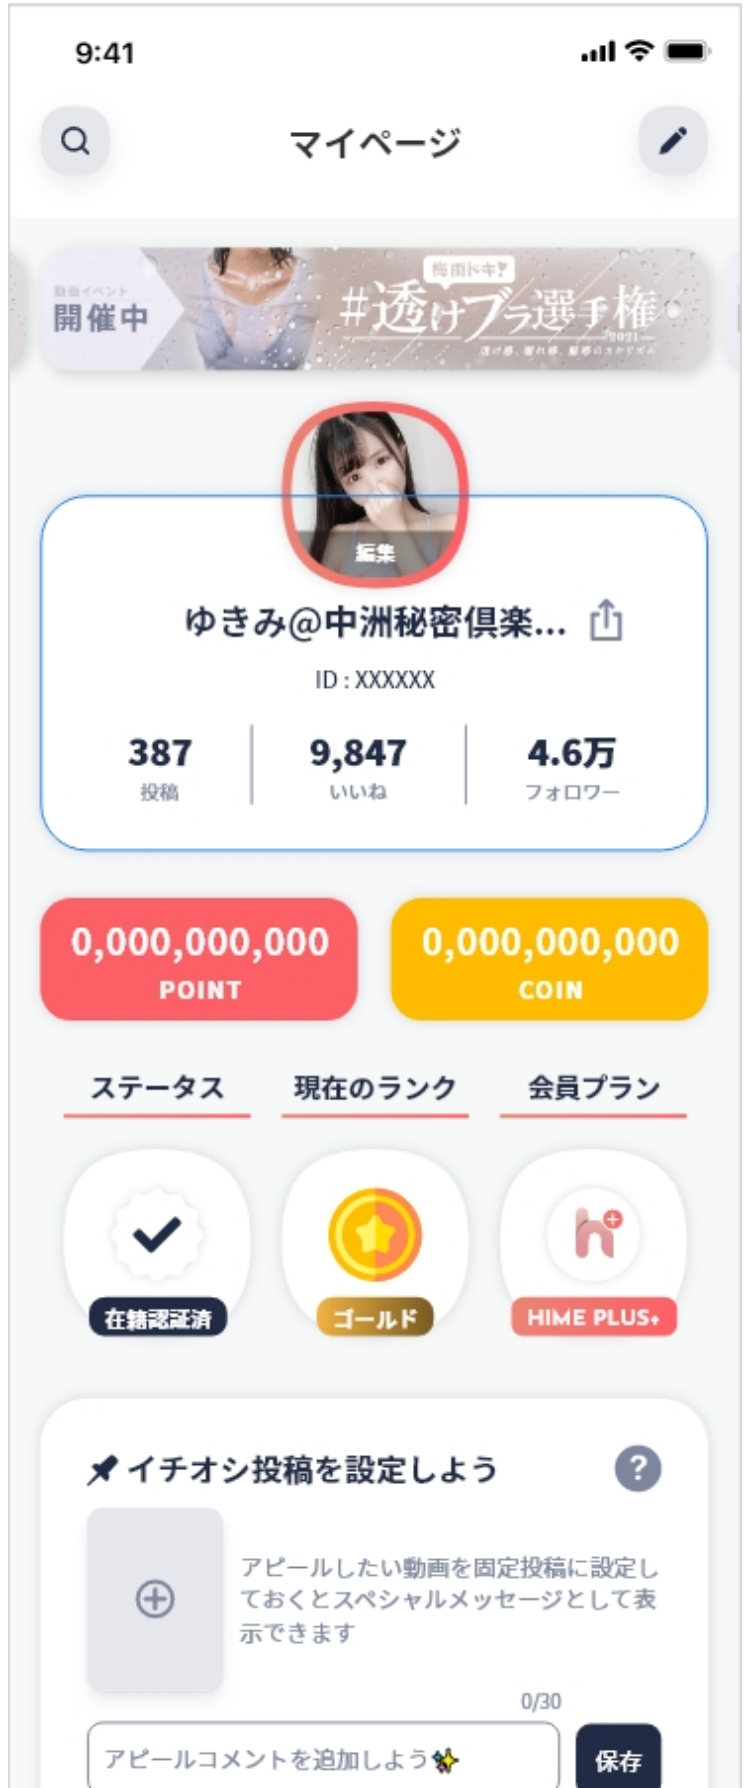 9:41
マイページ
動画イベント
開催中
梅雨ドキ!
#透けブラ選手権
2021
編集
ゆきみ@中洲秘密倶楽...
ID : XXXXXX
387
投稿
9,847
いいね
4.6万
フォロワー
0,000,000,000
POINT
0,000,000,000
COIN
ステータス
現在のランク
会員プラン
在籍認証済
ゴールド
HIME PLUS+
イチオシ投稿を設定しよう
?
アピールしたい動画を固定投稿に設定し
ておくとスペシャルメッセージとして表
示できます
0/30
アピールコメントを追加しよう✨
保存